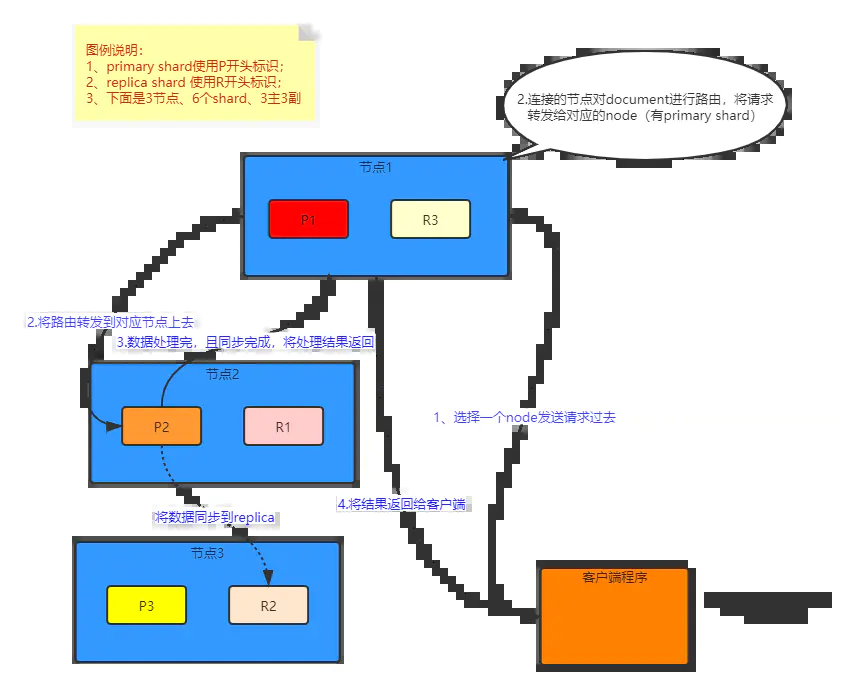 图例说明：
1、primary shard使用P开头标识；
2、replica shard 使用R开头标识；
3、下面是3节点、6个shard、3主3副
2.连接的节点对document进行路由，将请求
转发给对应的node（有primary shard）
节点1
P1
R3
2.将路由转发到对应节点上去
3.数据处理完，且同步完成，将处理结果返回
节点2
P2
R1
1、选择一个node发送请求过去
4.将结果返回给客户端
将数据同步到replica
节点3
P3
R2
客户端程序